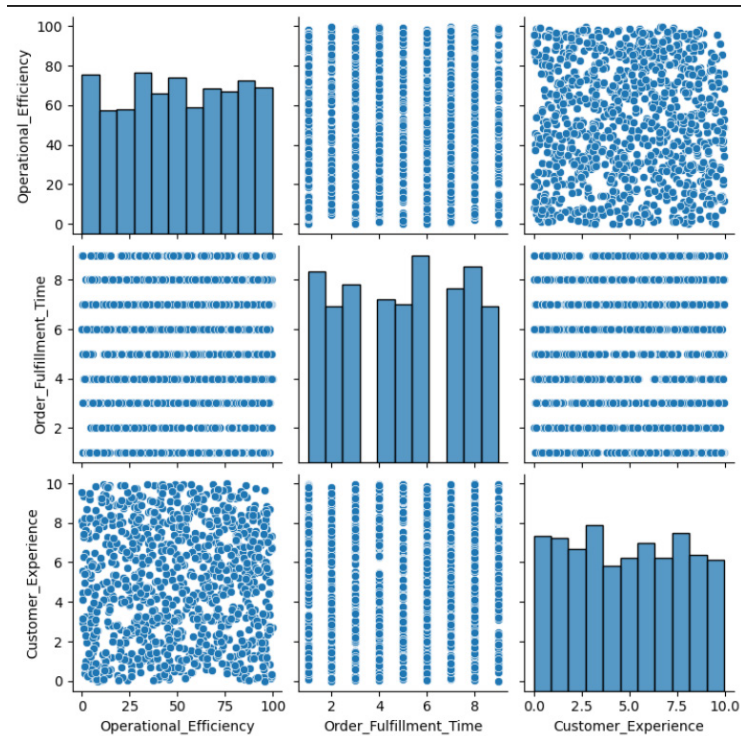 Operational_Efficiency
100
80
60
40
20
0
Order_Fulfillment_Time
8
6
4
2
Customer_Experience
10
8
6
4
2
0
0 25 50 75 100
2 4 6 8
0.0 2.5 5.0 7.5 10.0
Operational_Efficiency Order_Fulfillment_Time Customer_Experience